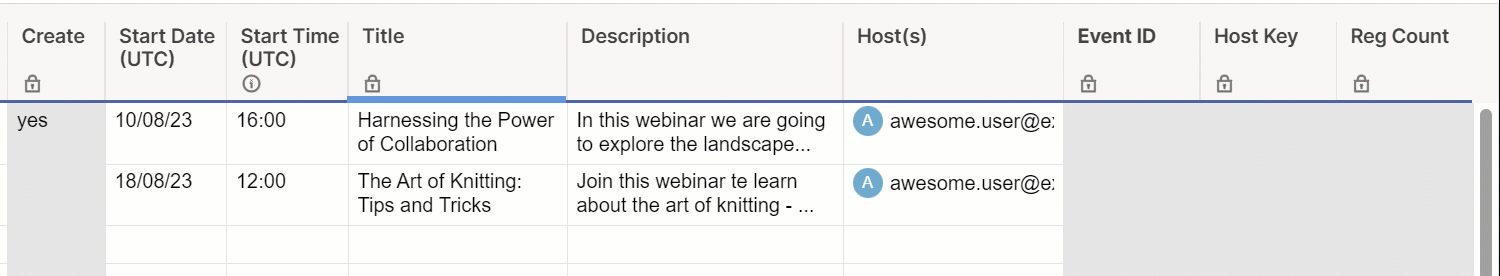 Create Start Date (UTC) Start Time (UTC) Title Description Host(s) Event ID Host Key Reg Count
yes 10/08/23 16:00 Harnessing the Power In this webinar we are going A awesome.user@ex
of Collaboration to explore the landscape...
18/08/23 12:00 The Art of Knitting: Join this webinar te learn A awesome.user@ex
Tips and Tricks about the art of knitting - ...